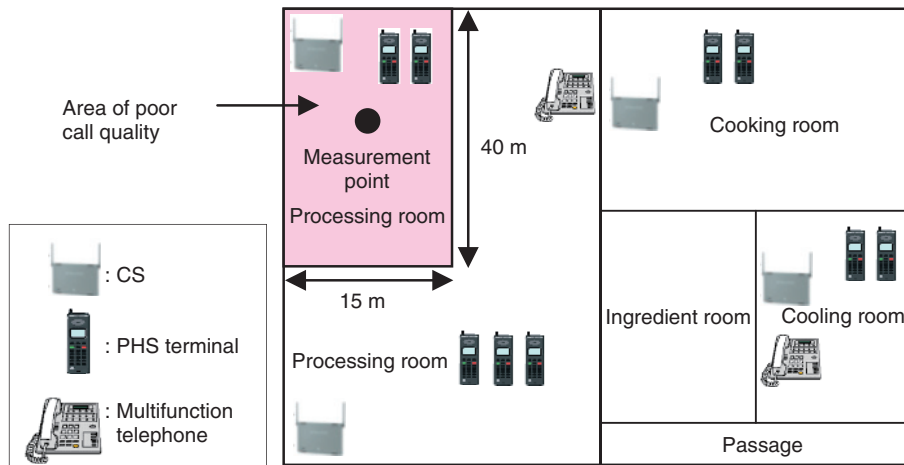 Area of poor
call quality
Measurement
point
Processing room
40 m
15 m
Cooking room
: CS
: PHS terminal
: Multifunction
telephone
Processing room
Ingredient room
Cooling room
Passage